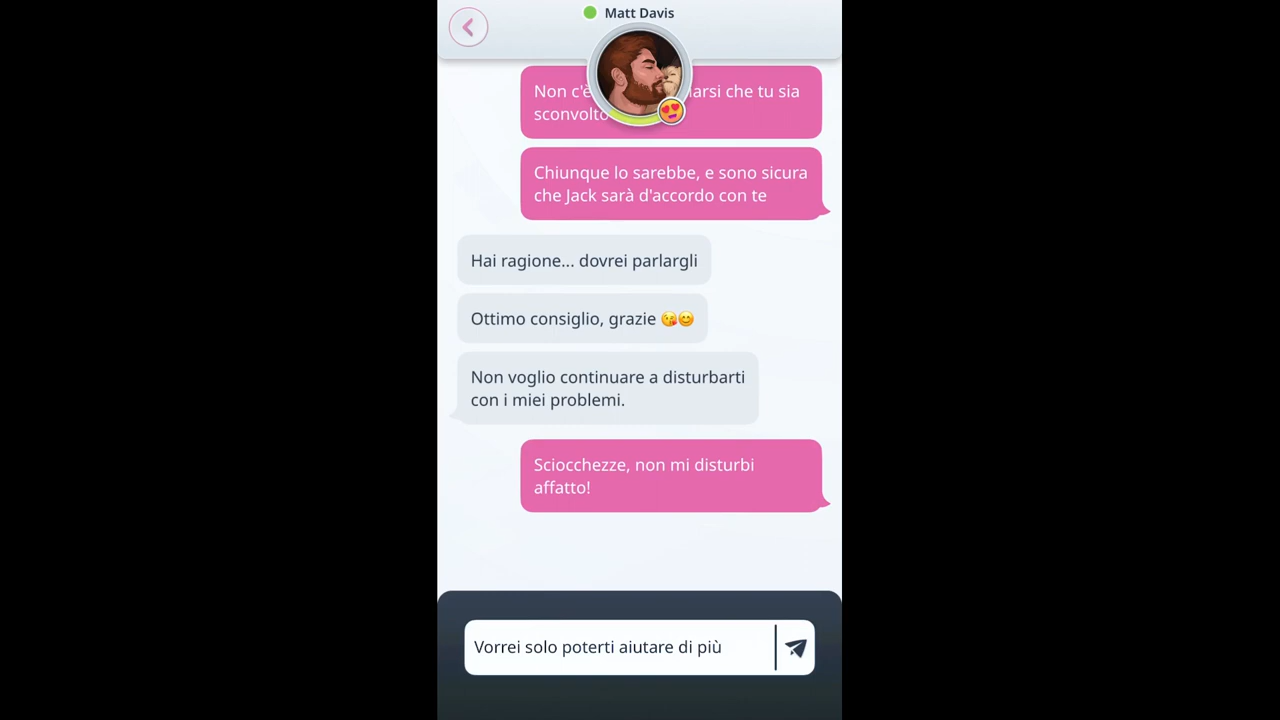 Matt Davis
Non c'è arsi che tu sia
sconvolto
Chiunque lo sarebbe, e sono sicura
che Jack sarà d'accordo con te
Hai ragione... dovrei parlargli
Ottimo consiglio, grazie 😘😊
Non voglio continuare a disturbarti
con i miei problemi.
Sciocchezze, non mi disturbi
affatto!
Vorrei solo poterti aiutare di più